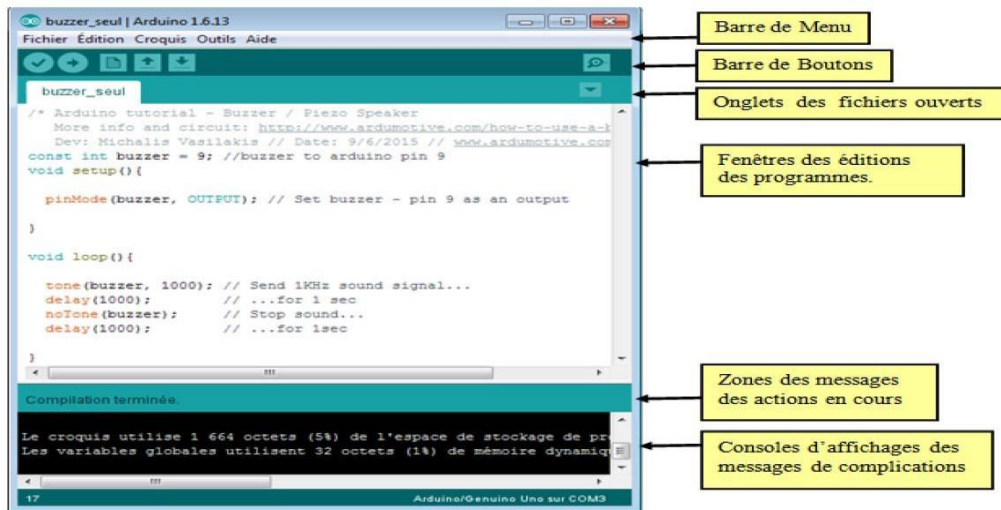 buzzer_seul | Arduino 1.6.13
Fichier Édition Croquis Outils Aide
buzzer_seul
/* Arduino tutorial - Buzzer / Piezo Speaker
More info and circuit: http://www.ardumotive.com/how-to-use-a-b
Dev: Michalis Vasilakis // Date: 9/6/2015 // www.ardumotive.com
const int buzzer = 9; //buzzer to arduino pin 9
void setup(){
pinMode(buzzer, OUTPUT); // Set buzzer - pin 9 as an output
}
void loop(){
tone(buzzer, 1000); // Send 1KHz sound signal...
delay(1000); // ...for 1 sec
noTone(buzzer); // Stop sound...
delay(1000); // ...for 1sec
}
Compilation terminée.
Le croquis utilise 1 664 octets (5%) de l'espace de stockage de pr
Les variables globales utilisent 32 octets (1%) de mémoire dynamiq
17
Arduino/Genuino Uno sur COM3
Barre de Menu
Barre de Boutons
Onglets des fichiers ouverts
Fenêtres des éditions
des programmes.
Zones des messages
des actions en cours
Consoles d'affichages des
messages de complications